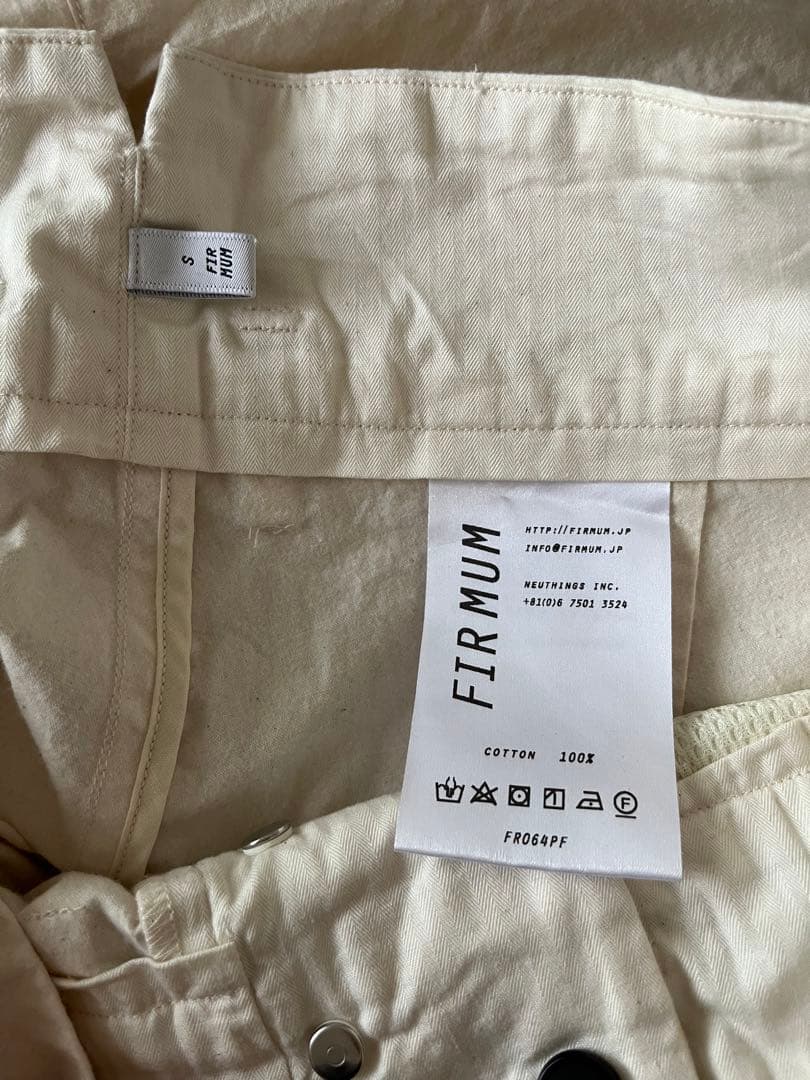 S
FIR
MUM
FIRMUM
HTTP://FIRMUM.JP
INFO@FIRMUM.JP
NEUTHINGS INC.
+81(0)6 7501 3524
COTTON 100%
F
FR064PF